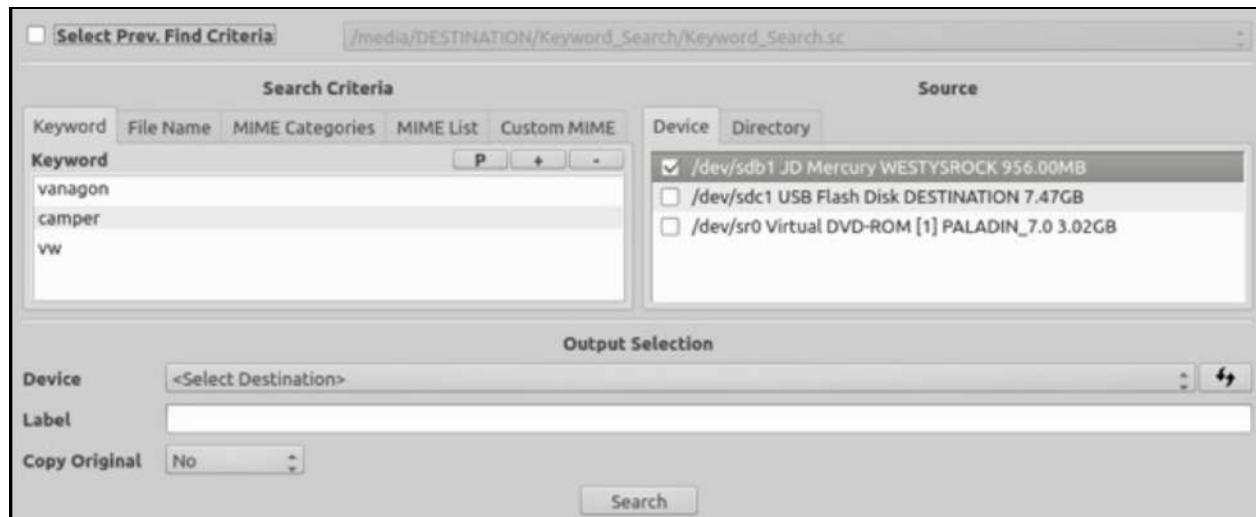 Select Prev. Find Criteria /media/DESTINATION/Keyword_Search/Keyword_Search.sc
Search Criteria
Keyword File Name MIME Categories MIME List Custom MIME
Keyword P + -
vanagon
camper
vw
Source
Device Directory
/dev/sdb1 JD Mercury WESTYSROCK 956.00MB
/dev/sdc1 USB Flash Disk DESTINATION 7.47GB
/dev/sr0 Virtual DVD-ROM [1] PALADIN_7.0 3.02GB
Output Selection
Device <Select Destination>
Label
Copy Original No
Search